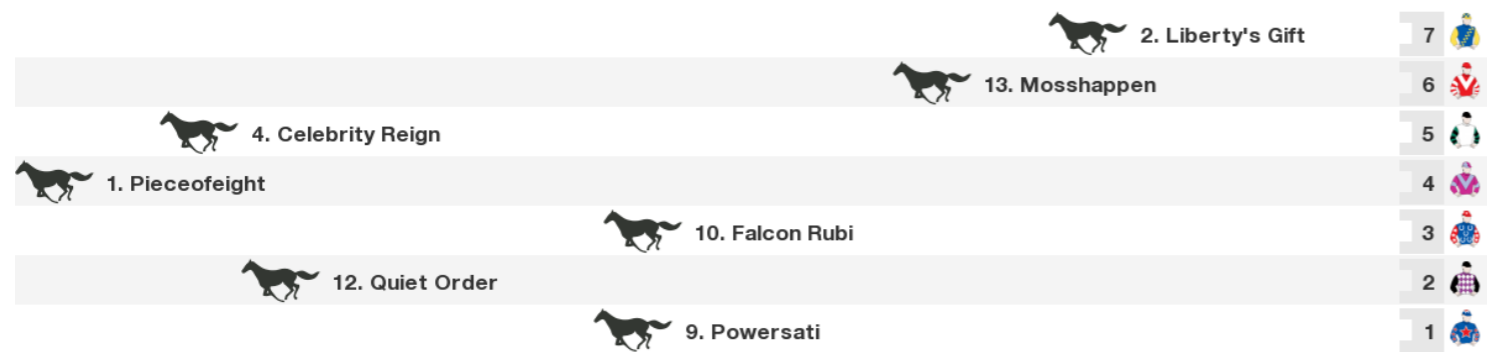 2. Liberty's Gift 7
13. Mosshappen 6
4. Celebrity Reign 5
1. Pieceofeight 4
10. Falcon Rubi 3
12. Quiet Order 2
9. Powersati 1